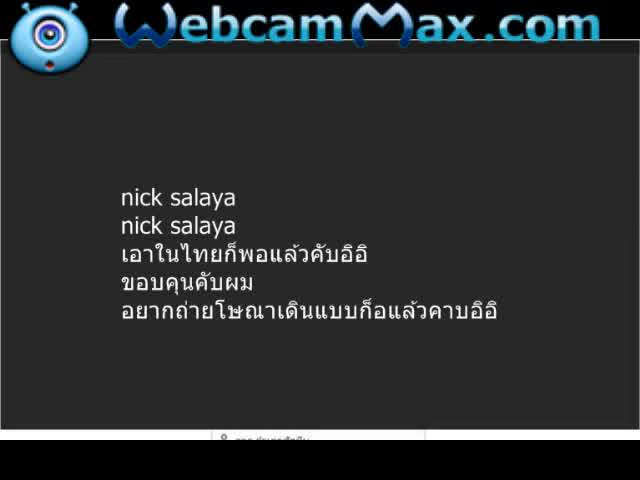 WebcamMax.com
nick salaya
nick salaya
เอาในไทยก็พอแล้วคับอิอิ
ขอบคุนคับผม
อยากถ่ายโษณาเดินแบบก็อแล้วคาบอิอิ